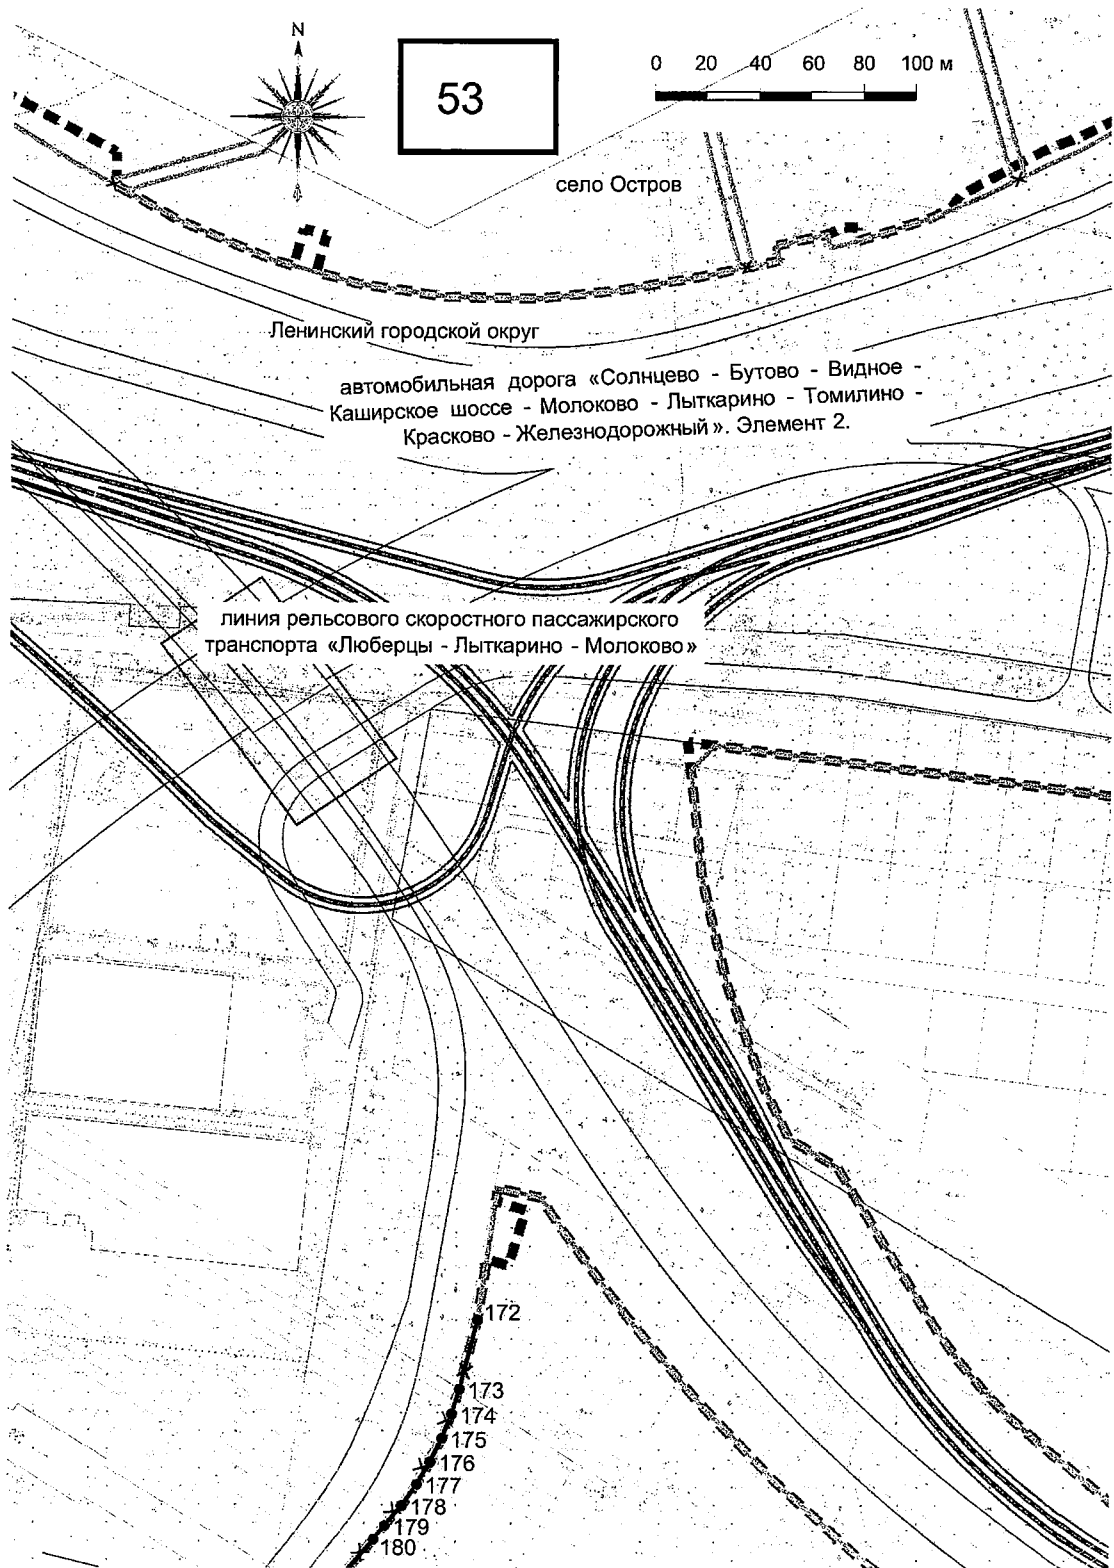 N
53
0 20 40 60 80 100 м
село Остров
Ленинский городской округ
автомобильная дорога «Солнцево - Бутово - Видное -
Каширское шоссе - Молоково - Лыткарино - Томилино -
Красково - Железнодорожный». Элемент 2.
линия рельсового скоростного пассажирского
транспорта «Люберцы - Лыткарино - Молоково»
172
173
174
175
176
177
178
179
180